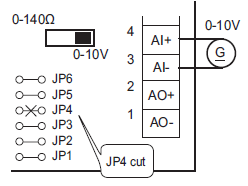 0-140Ω
0-10V
JP6
JP5
JP4
JP3
JP2
JP1
JP4 cut
4 AI+
3 AI-
2 AO+
1 AO-
0-10V
G